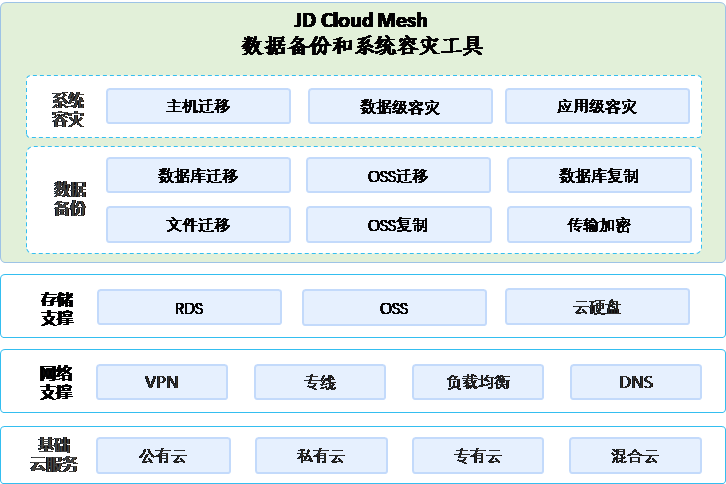 JD Cloud Mesh
数据备份和系统容灾工具
系统
容灾
主机迁移
数据级容灾
应用级容灾
数据
备份
数据库迁移
OSS迁移
数据库复制
文件迁移
OSS复制
传输加密
存储
支撑
RDS
OSS
云硬盘
网络
支撑
VPN
专线
负载均衡
DNS
基础
云服务
公有云
私有云
专有云
混合云